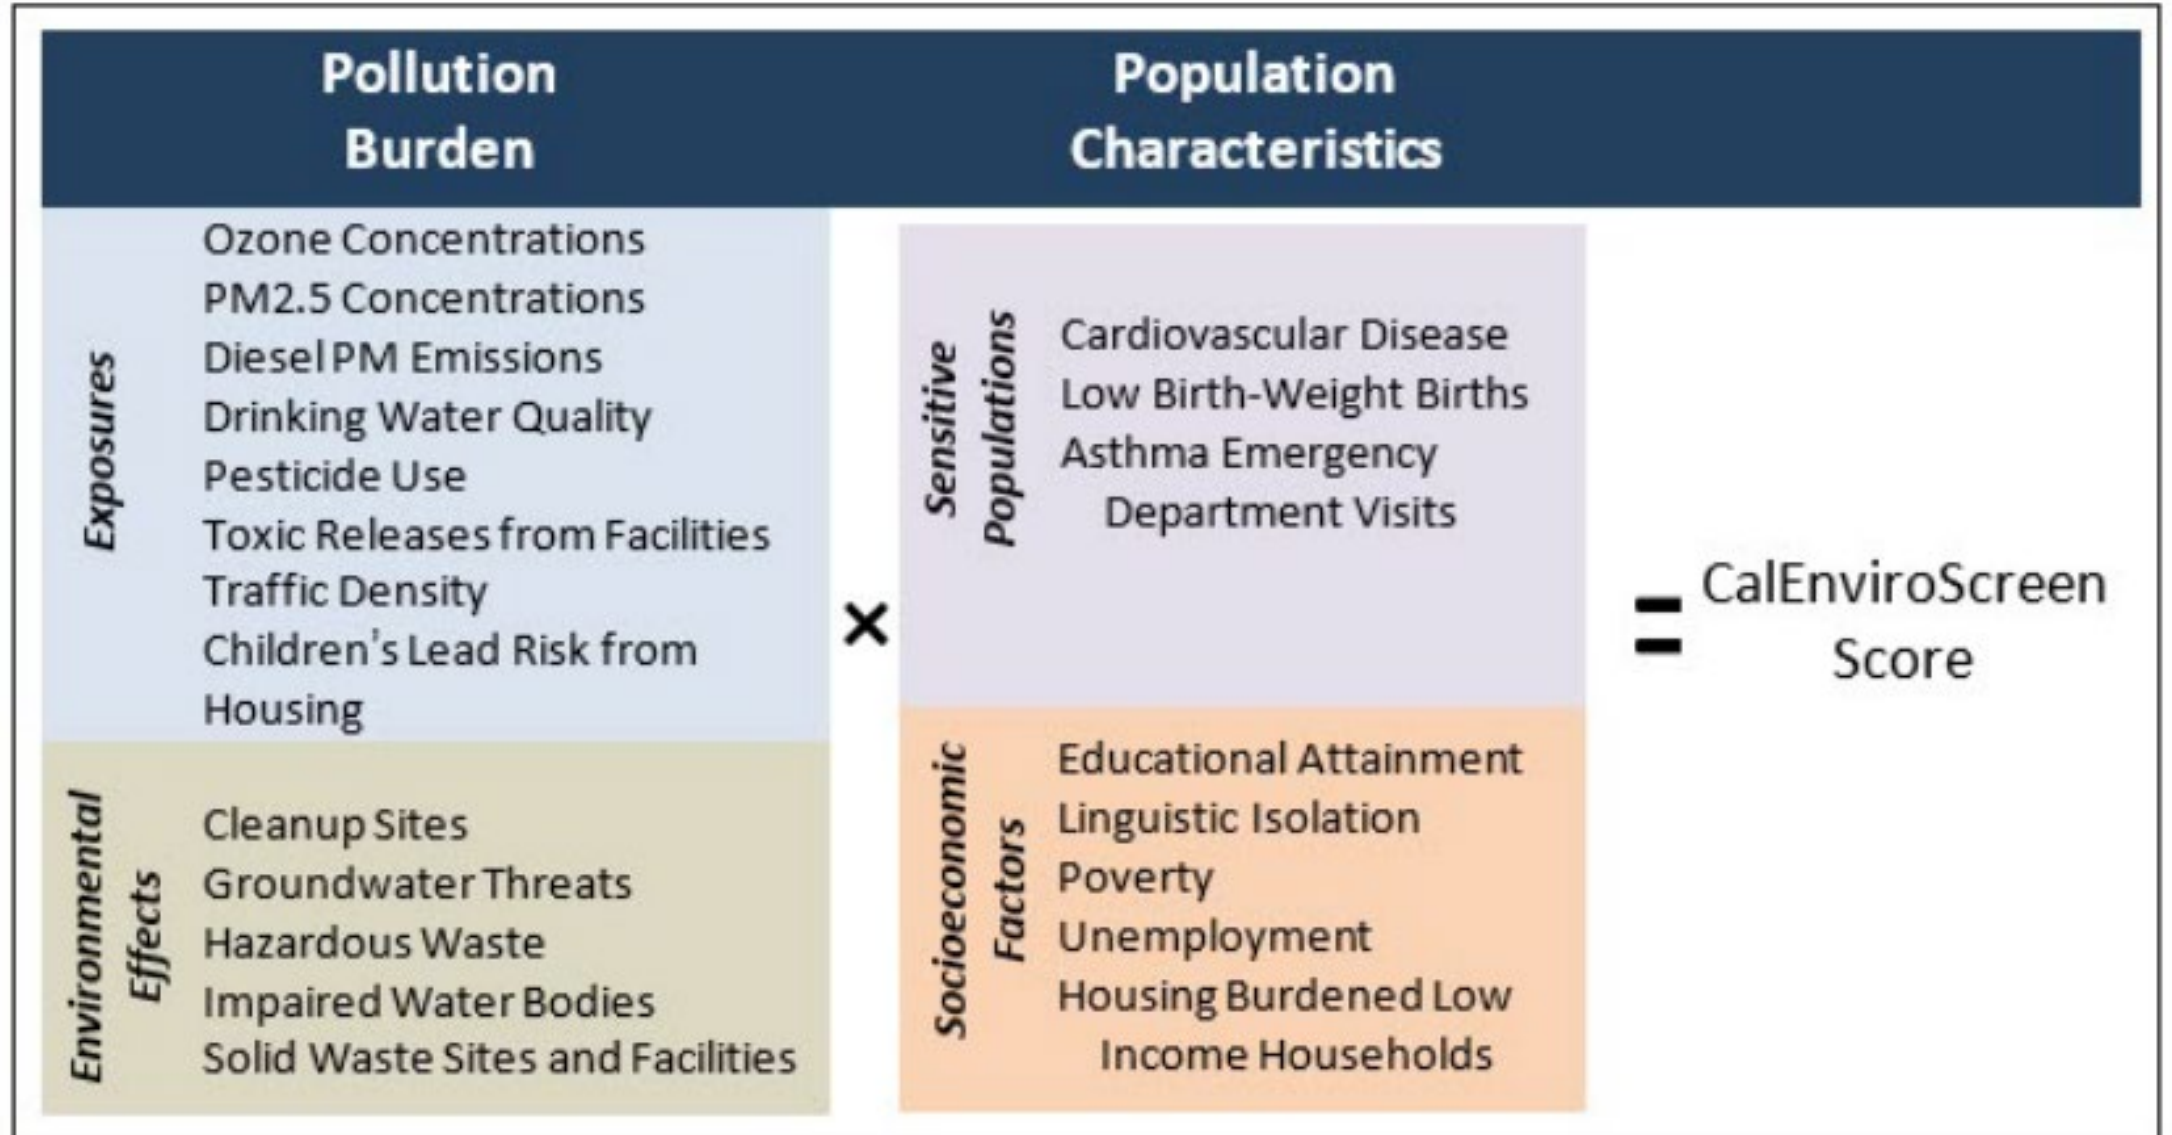 Pollution
Burden
Population
Characteristics
Exposures
Ozone Concentrations
PM2.5 Concentrations
Diesel PM Emissions
Drinking Water Quality
Pesticide Use
Toxic Releases from Facilities
Traffic Density
Children's Lead Risk from
Housing
Environmental
Effects
Cleanup Sites
Groundwater Threats
Hazardous Waste
Impaired Water Bodies
Solid Waste Sites and Facilities
×
Sensitive
Populations
Cardiovascular Disease
Low Birth-Weight Births
Asthma Emergency
Department Visits
Socioeconomic
Factors
Educational Attainment
Linguistic Isolation
Poverty
Unemployment
Housing Burdened Low
Income Households
=
CalEnviroScreen
Score